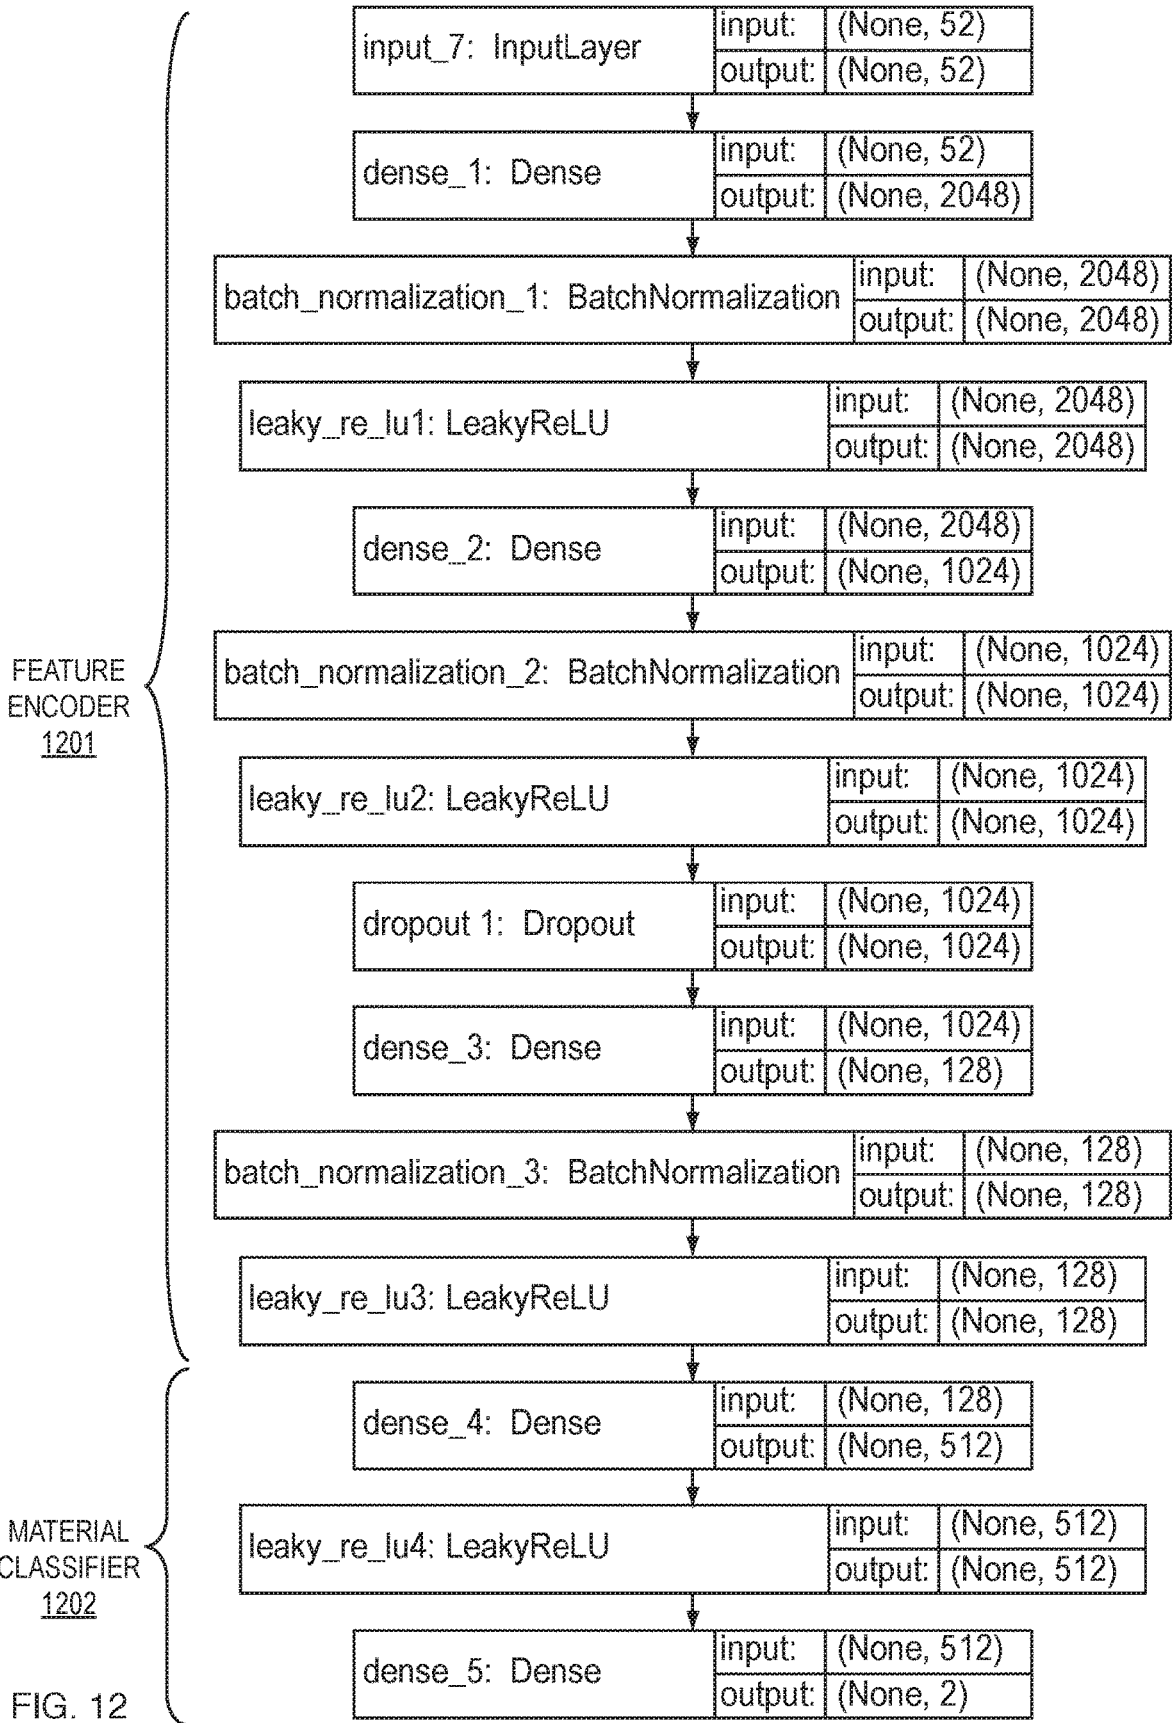 input_7: InputLayer
input: (None, 52)
output: (None, 52)
dense_1: Dense
input: (None, 52)
output: (None, 2048)
batch_normalization_1: BatchNormalization
input: (None, 2048)
output: (None, 2048)
leaky_re_lu1: LeakyReLU
input: (None, 2048)
output: (None, 2048)
dense_2: Dense
input: (None, 2048)
output: (None, 1024)
batch_normalization_2: BatchNormalization
input: (None, 1024)
output: (None, 1024)
FEATURE
ENCODER
1201
leaky_re_lu2: LeakyReLU
input: (None, 1024)
output: (None, 1024)
dropout 1: Dropout
input: (None, 1024)
output: (None, 1024)
dense_3: Dense
input: (None, 1024)
output: (None, 128)
batch_normalization_3: BatchNormalization
input: (None, 128)
output: (None, 128)
leaky_re_lu3: LeakyReLU
input: (None, 128)
output: (None, 128)
dense_4: Dense
input: (None, 128)
output: (None, 512)
MATERIAL
CLASSIFIER
1202
leaky_re_lu4: LeakyReLU
input: (None, 512)
output: (None, 512)
dense_5: Dense
input: (None, 512)
output: (None, 2)
FIG. 12